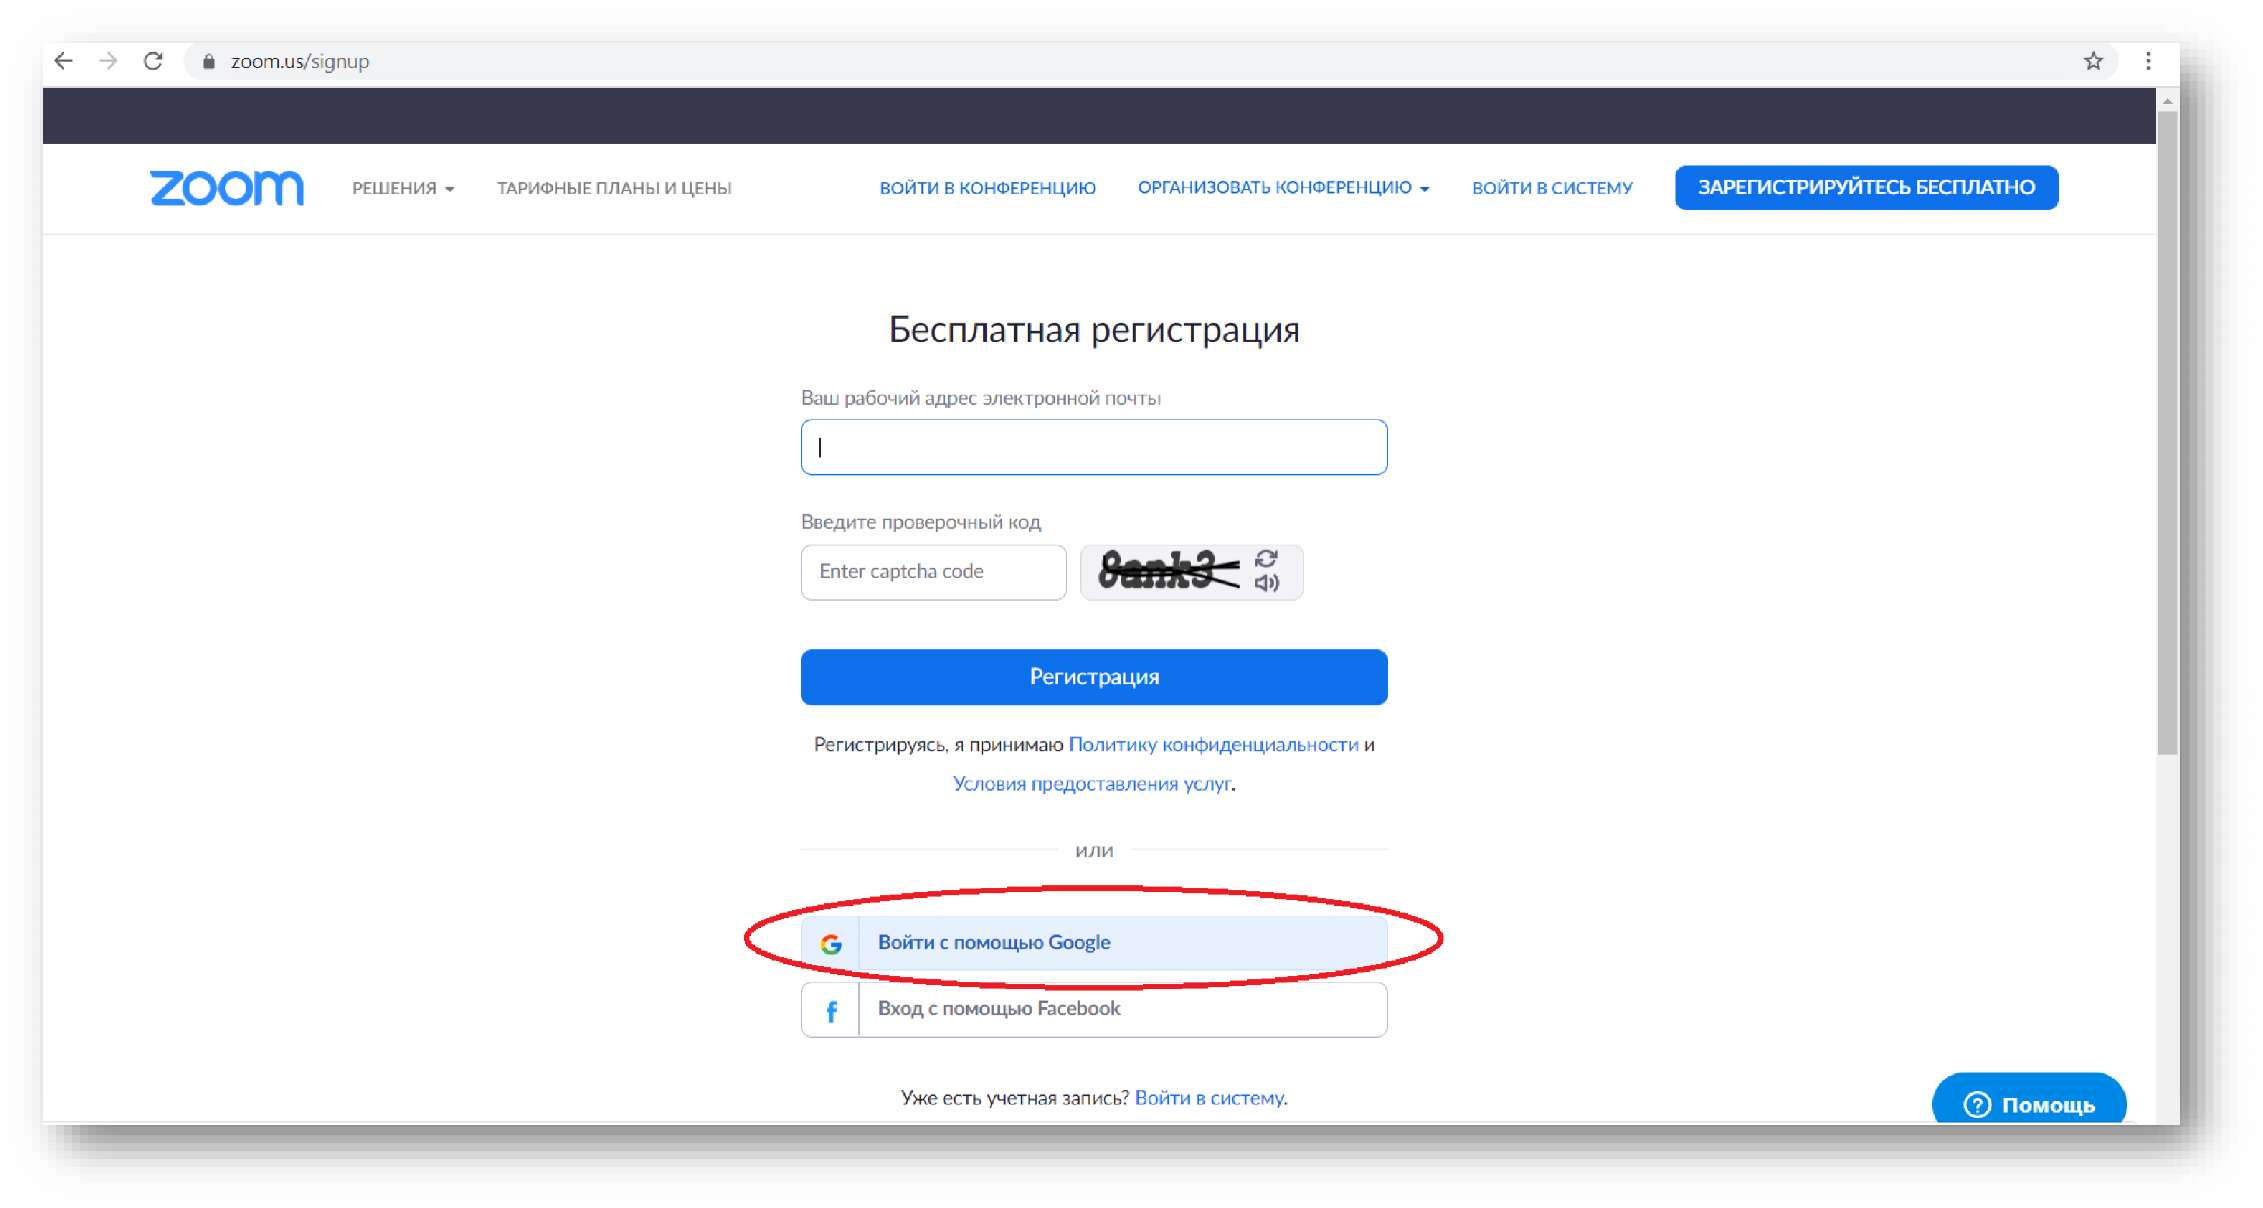 zoom.us/signup
zoom РЕШЕНИЯ ТАРИФНЫЕ ПЛАНЫ И ЦЕНЫ ВОЙТИ В КОНФЕРЕНЦИЮ ОРГАНИЗОВАТЬ КОНФЕРЕНЦИЮ ВОЙТИ В СИСТЕМУ ЗАРЕГИСТРИРУЙТЕСЬ БЕСПЛАТНО
Бесплатная регистрация
Ваш рабочий адрес электронной почты
Введите проверочный код
Enter captcha code 8ank3
Регистрация
Регистрируясь, я принимаю Политику конфиденциальности и
Условия предоставления услуг.
или
Войти с помощью Google
Вход с помощью Facebook
Уже есть учетная запись? Войти в систему.
Помощь